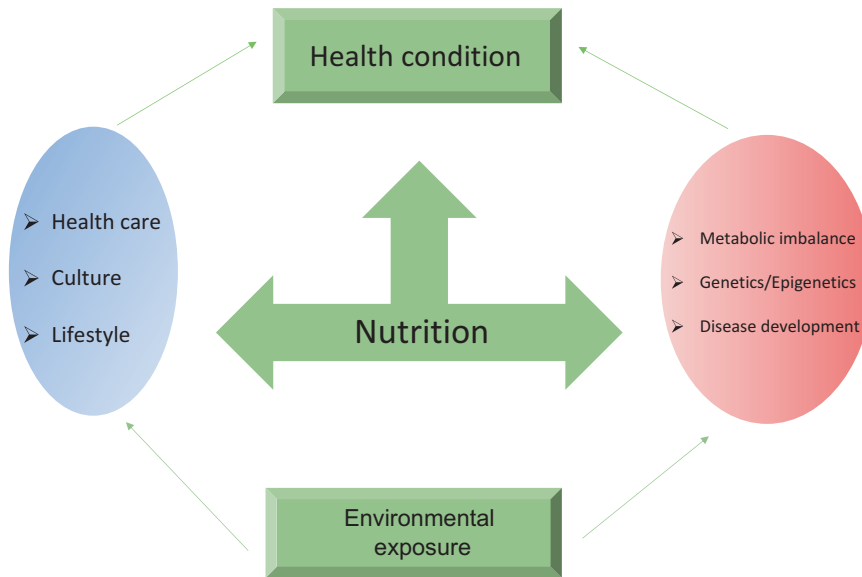 Health condition
➢ Health care
➢ Culture
➢ Lifestyle
➢ Metabolic imbalance
➢ Genetics/Epigenetics
➢ Disease development
Nutrition
Environmental
exposure